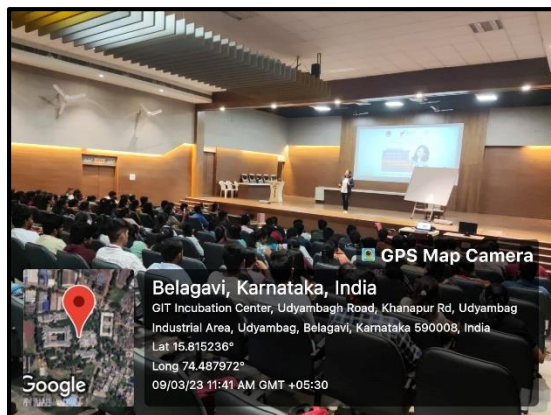 GPS Map Camera
Belagavi, Karnataka, India
GIT Incubation Center, Udyambagh Road, Khanapur Rd, Udyambag
Industrial Area, Udyambag, Belagavi, Karnataka 590008, India
Lat 15.815236°
Long 74.487972°
09/03/23 11:41 AM GMT +05:30
Google